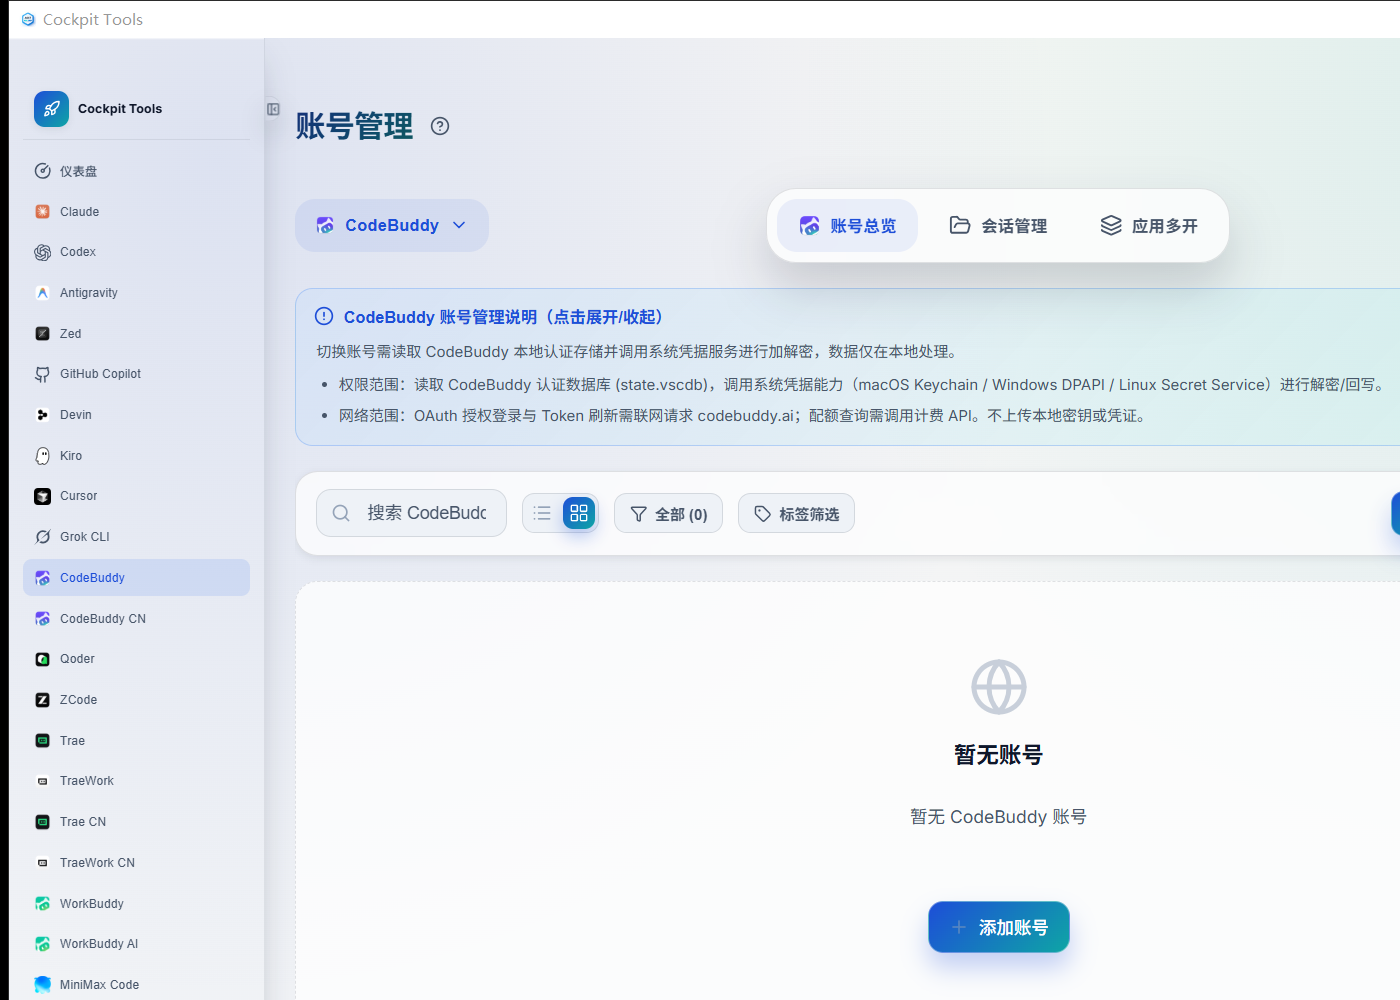 Cockpit Tools
Cockpit Tools
仪表盘
Claude
Codex
Antigravity
Zed
GitHub Copilot
Devin
Kiro
Cursor
Grok CLI
CodeBuddy
CodeBuddy CN
Qoder
ZCode
Trae
TraeWork
Trae CN
TraeWork CN
WorkBuddy
WorkBuddy AI
MiniMax Code
账号管理
CodeBuddy
账号总览
会话管理
应用多开
CodeBuddy 账号管理说明（点击展开/收起）
切换账号需读取 CodeBuddy 本地认证存储并调用系统凭据服务进行加解密，数据仅在本地处理。
• 权限范围：读取 CodeBuddy 认证数据库 (state.vscdb)，调用系统凭据能力（macOS Keychain / Windows DPAPI / Linux Secret Service）进行解密/回写。
• 网络范围：OAuth 授权登录与 Token 刷新需联网请求 codebuddy.ai；配额查询需调用计费 API。不上传本地密钥或凭证。
搜索 CodeBudd
全部 (0)
标签筛选
暂无账号
暂无 CodeBuddy 账号
添加账号